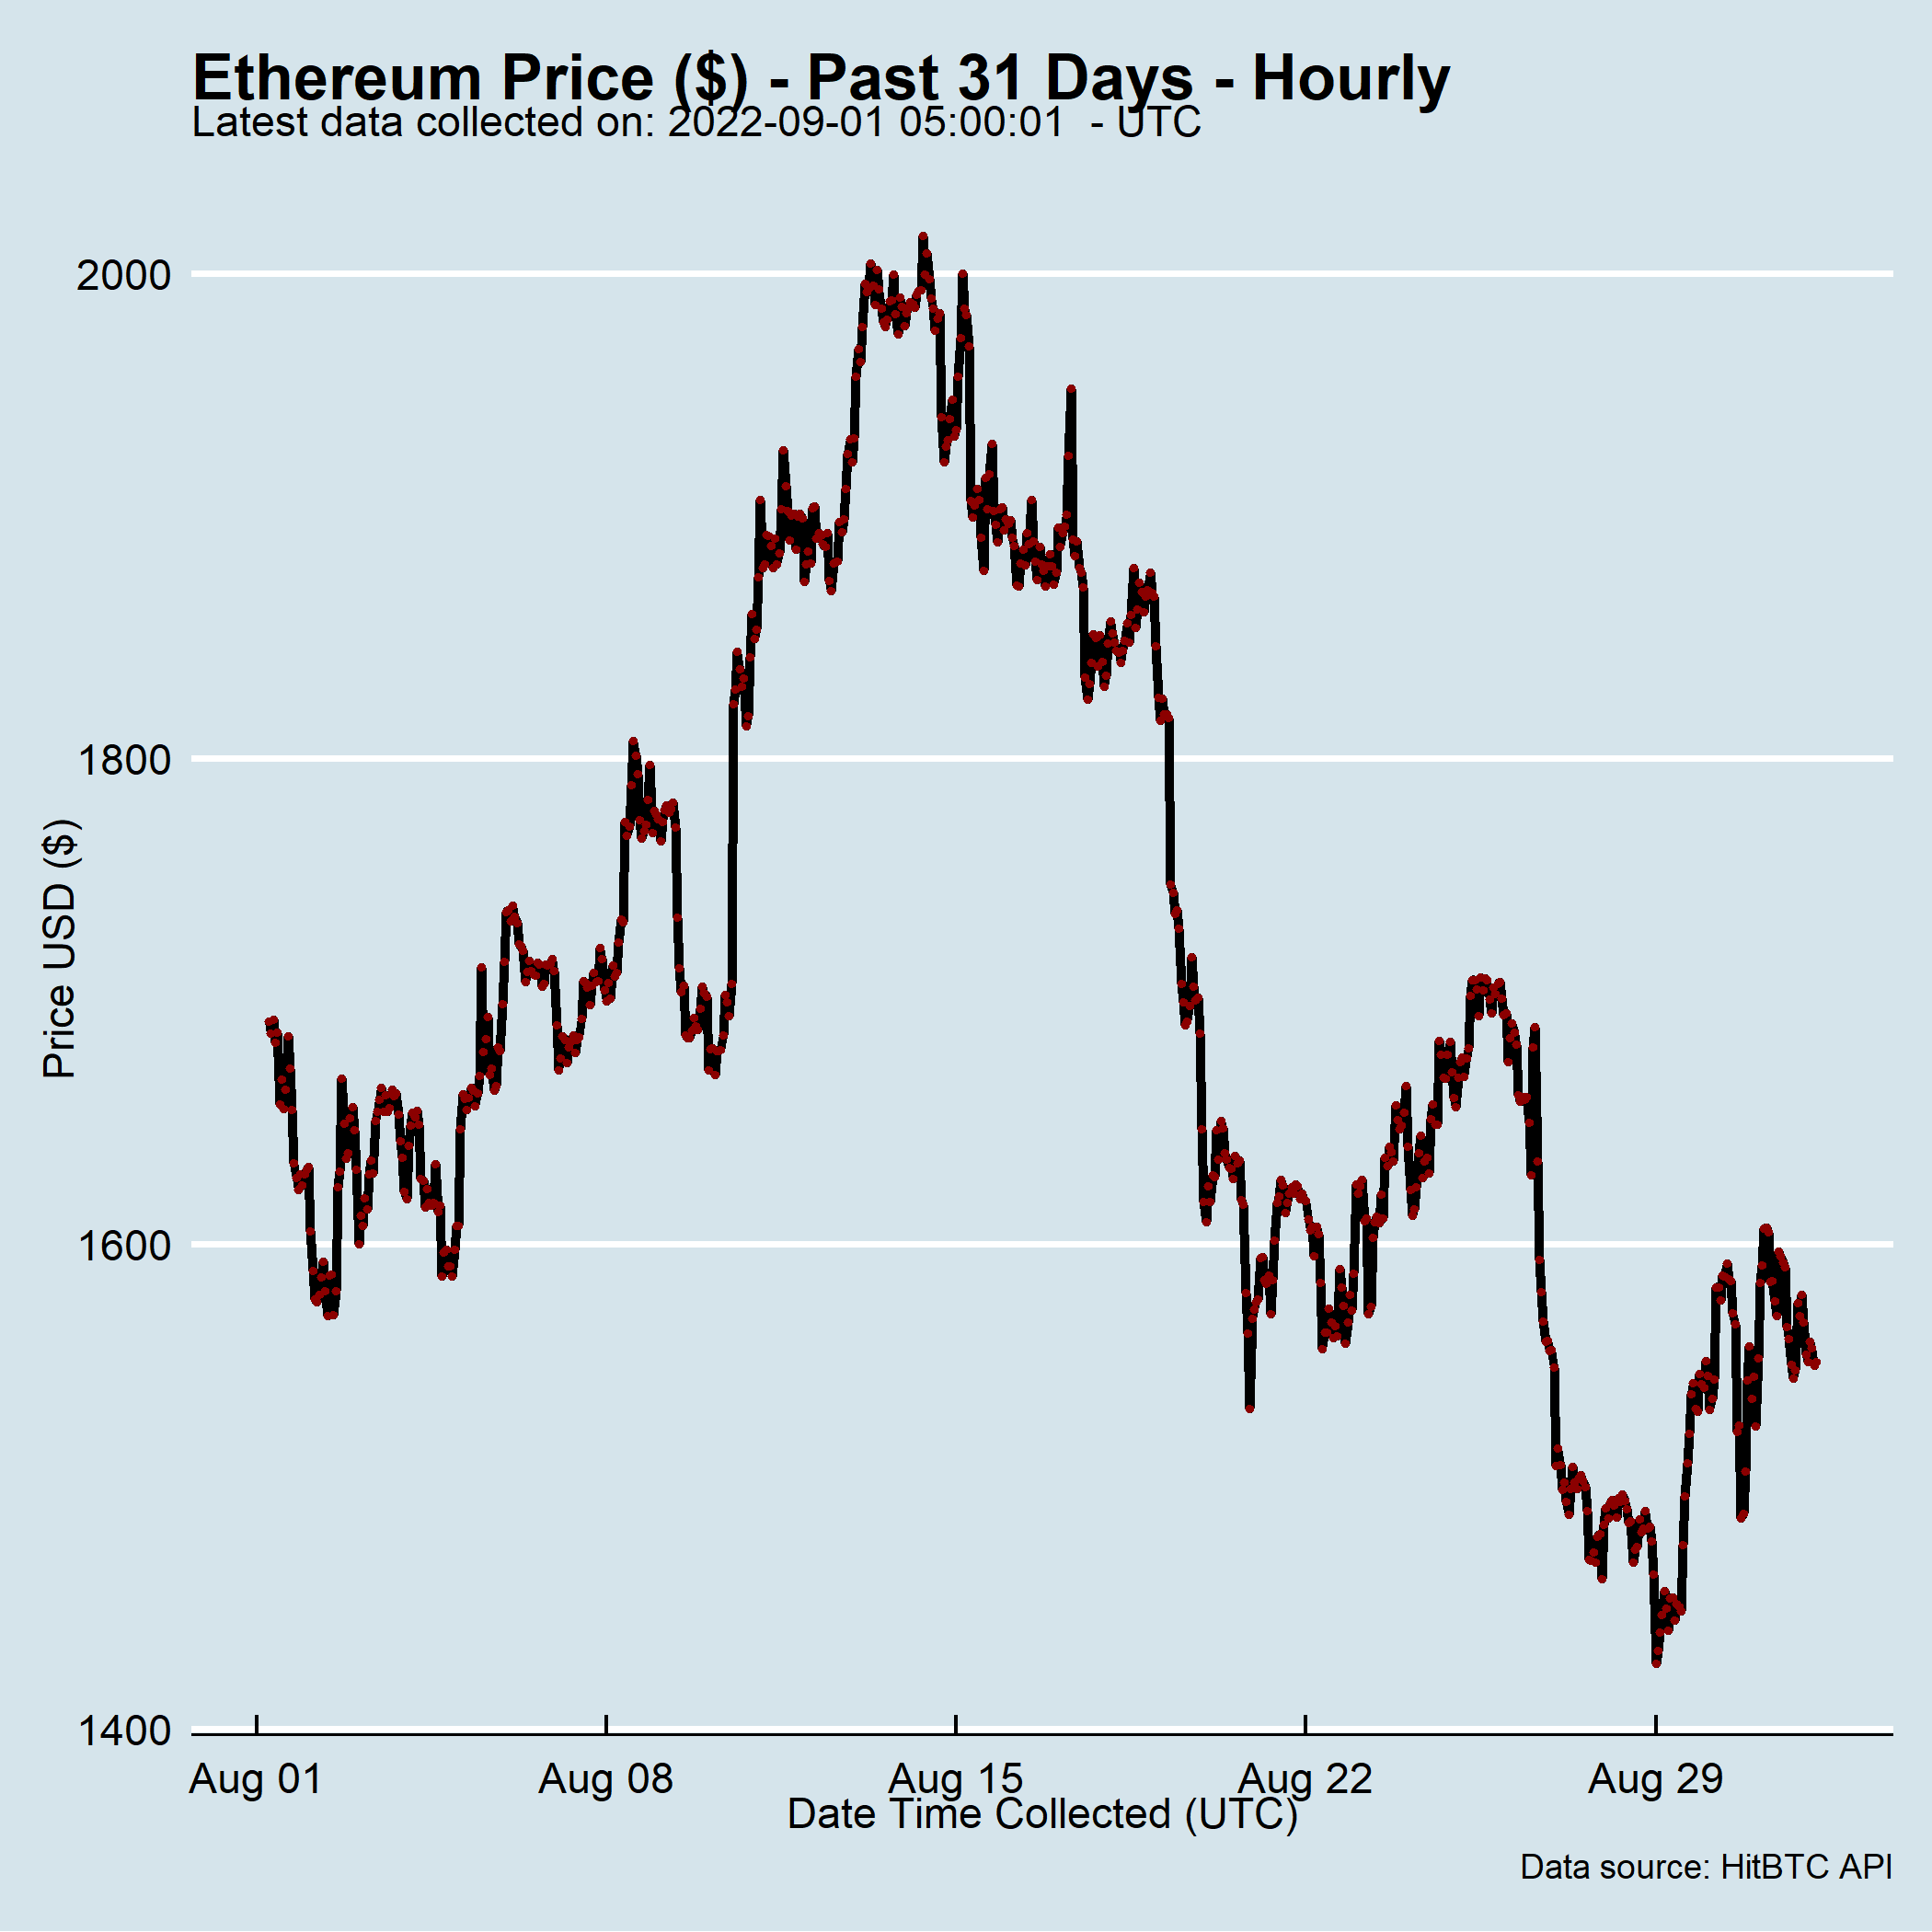 Ethereum Price ($) - Past 31 Days - Hourly
Latest data collected on: 2022-09-01 05:00:01  - UTC
2000
1800
1600
1400
Price USD ($)
Aug 01 Aug 08 Aug 15 Aug 22 Aug 29
Date Time Collected (UTC)
Data source: HitBTC API